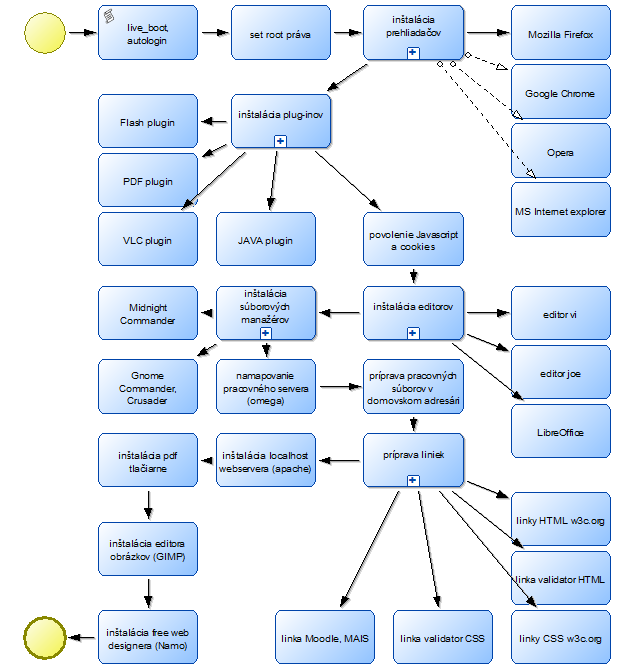 live_boot,
autologin
set root práva
inštalácia
prehliadačov
Mozilla Firefox
Google Chrome
Opera
MS Internet explorer
inštalácia plug-inov
Flash plugin
PDF plugin
VLC plugin
JAVA plugin
povolenie Javascript
a cookies
inštalácia editorov
inštalácia
súborových
manažérov
Midnight
Commander
editor vi
editor joe
LibreOffice
Gnome
Commander,
Crusader
namapovanie
pracovného servera
(omega)
príprava pracovných
súborov v
domovskom adresári
príprava liniek
inštalácia localhost
webservera (apache)
inštalácia pdf
tlačiarne
inštalácia editora
obrázkov (GIMP)
inštalácia free web
designera (Namo)
linka Moodle, MAIS
linka validator CSS
linky HTML w3c.org
linka validator HTML
linky CSS w3c.org